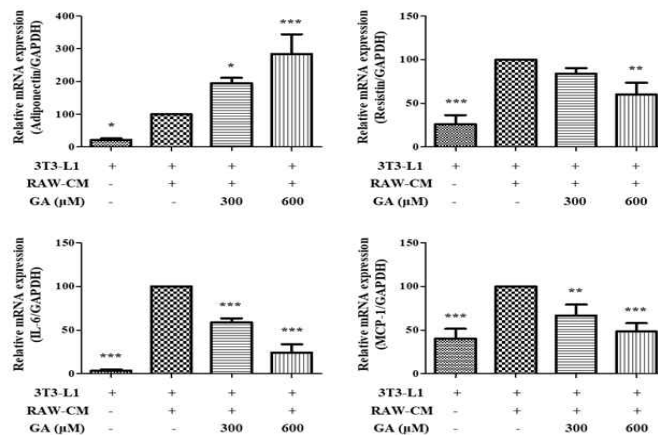 Relative mRNA expression
(Adiponectin/GAPDH)
400
300
200
100
0
*
*
***
3T3-L1 + + + +
RAW-CM - + + +
GA (μM) - - 300 600
Relative mRNA expression
(Resistin/GAPDH)
150
100
50
0
***
**
3T3-L1 + + + +
RAW-CM - + + +
GA (μM) - - 300 600
Relative mRNA expression
(IL-6/GAPDH)
150
100
50
0
***
***
***
3T3-L1 + + + +
RAW-CM - + + +
GA (μM) - - 300 600
Relative mRNA expression
(MCP-1/GAPDH)
150
100
50
0
***
**
***
3T3-L1 + + + +
RAW-CM - + + +
GA (μM) - - 300 600